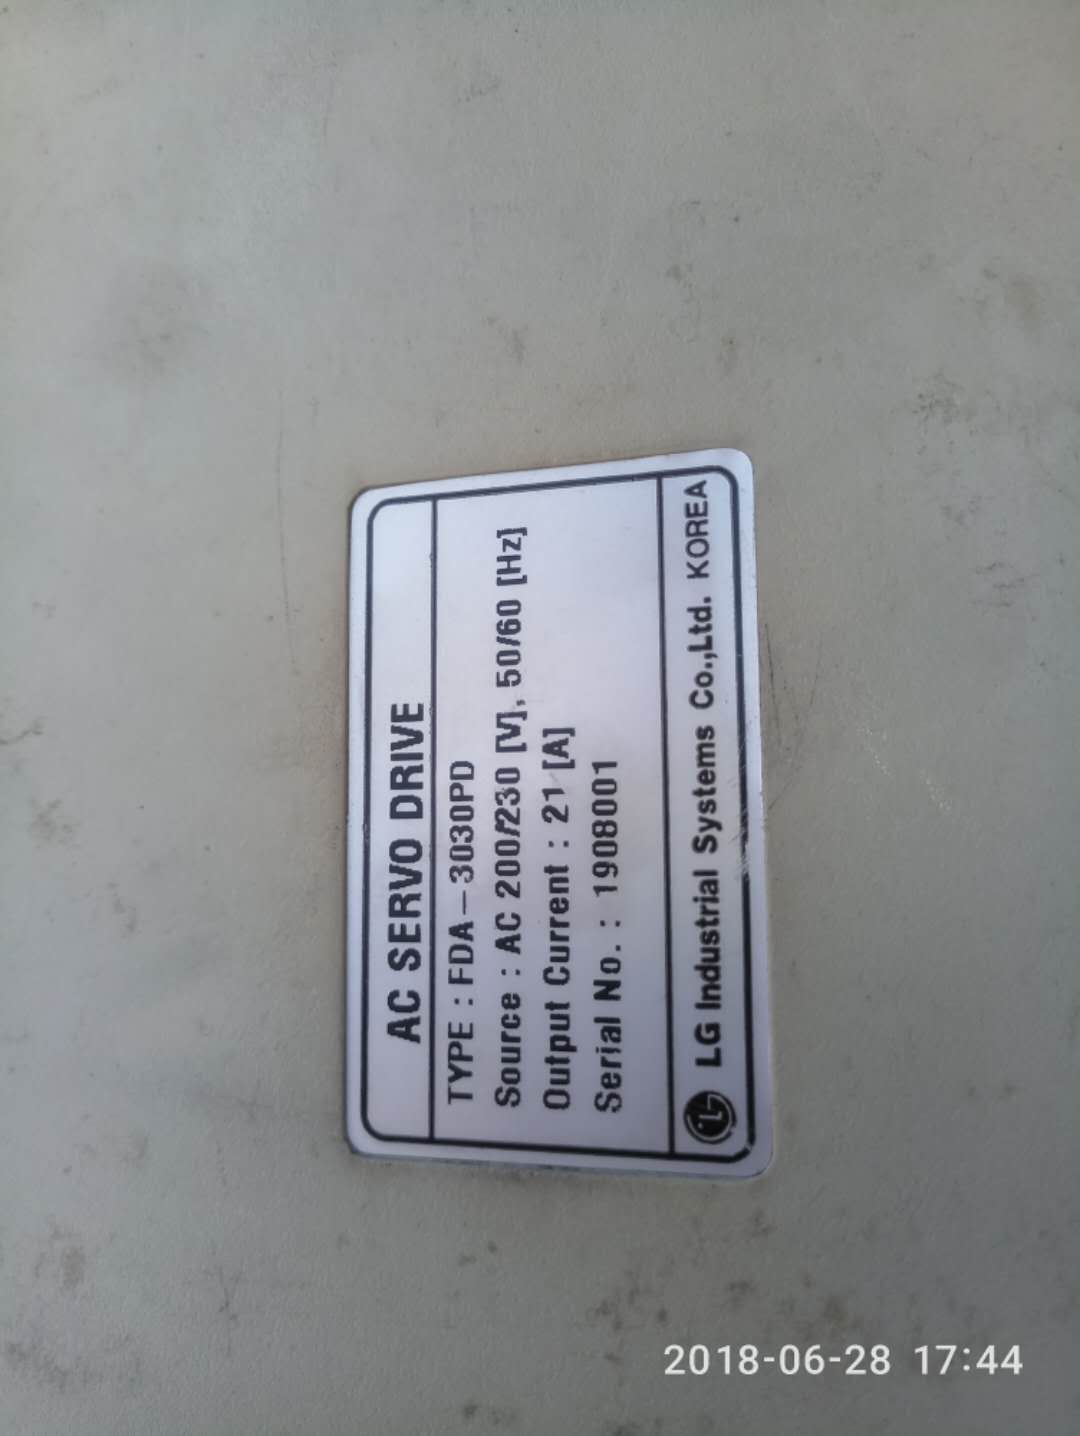 AC SERVO DRIVE
TYPE : FDA-3030PD
Source : AC 200/230 [V], 50/60 [Hz]
Output Current : 21 [A]
Serial No. : 1908001
LG Industrial Systems Co.,Ltd. KOREA
2018-06-28 17:44